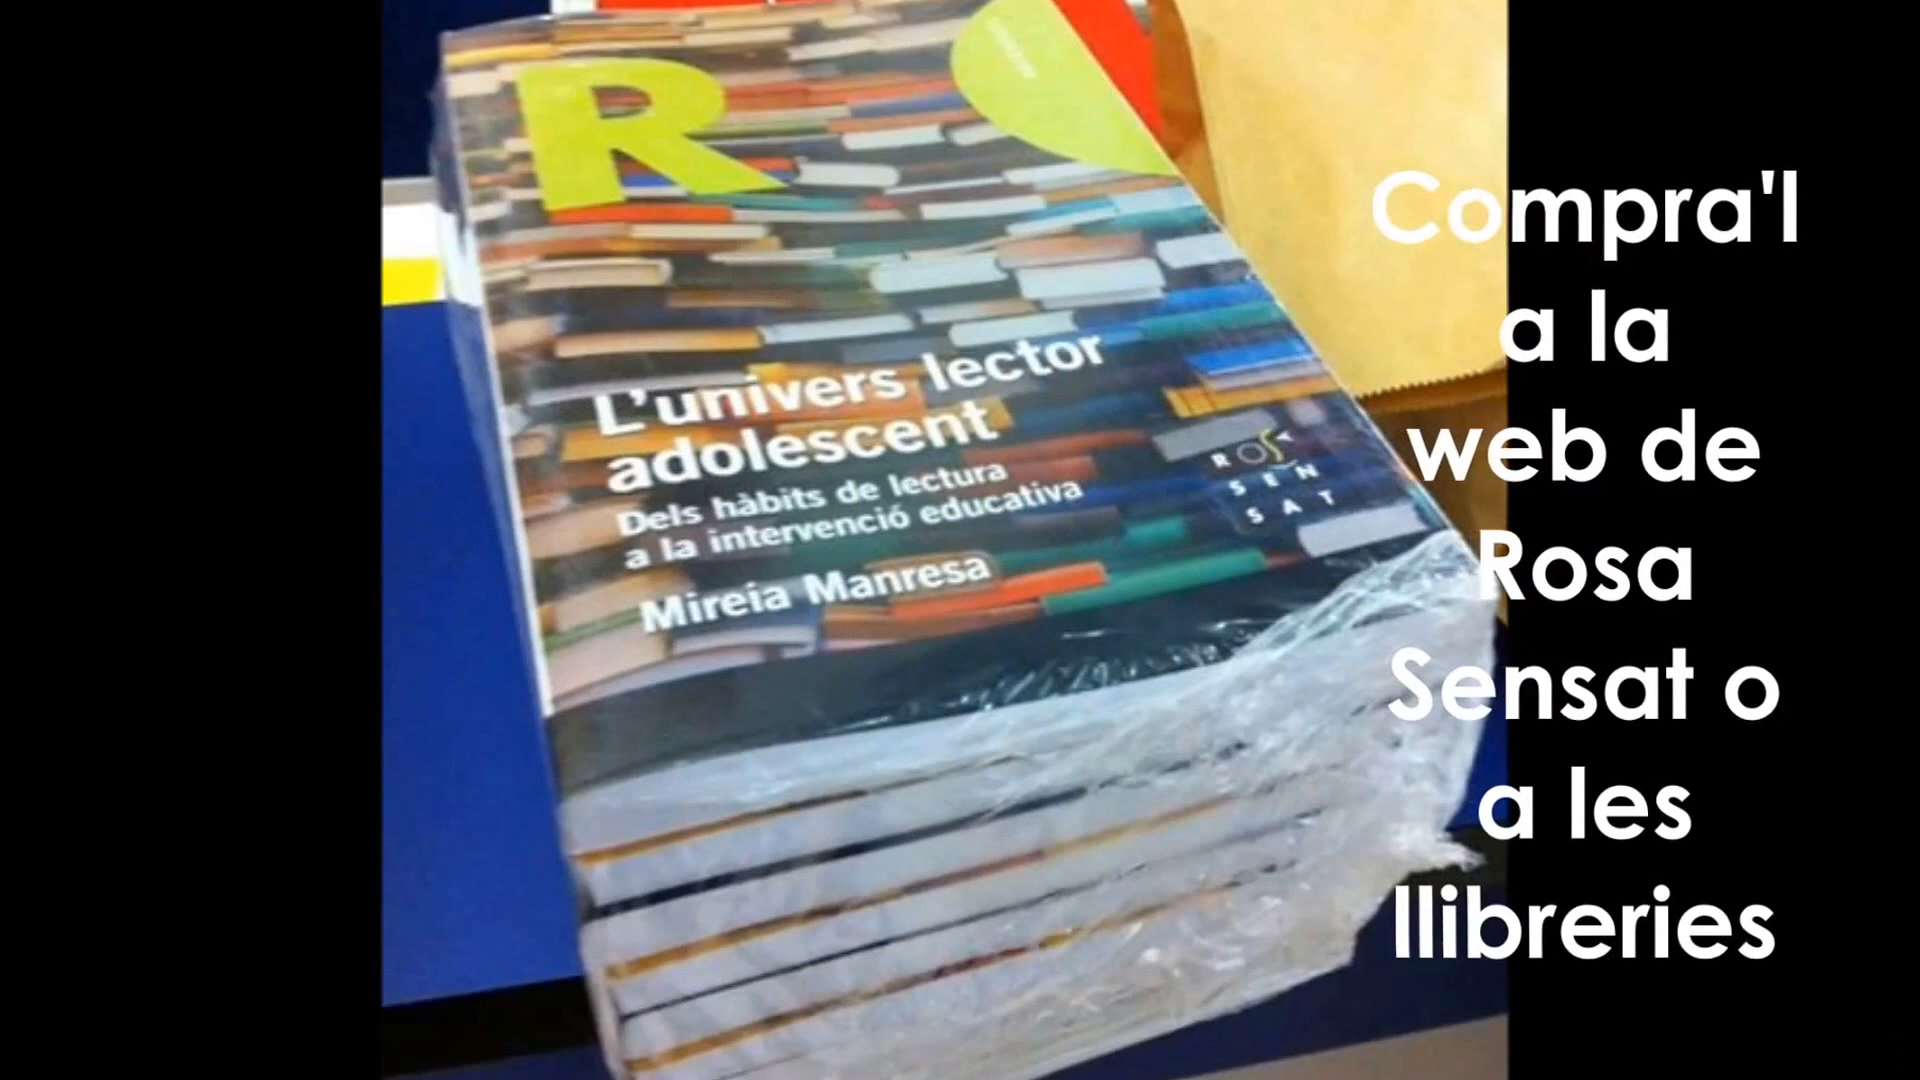 R
L'univers lector
adolescent
Dels hàbits de lectura
a la intervenció educativa
Mireia Manresa
ROSA
SEN
SAT
Compra'l
a la
web de
Rosa
Sensat o
a les
llibreries